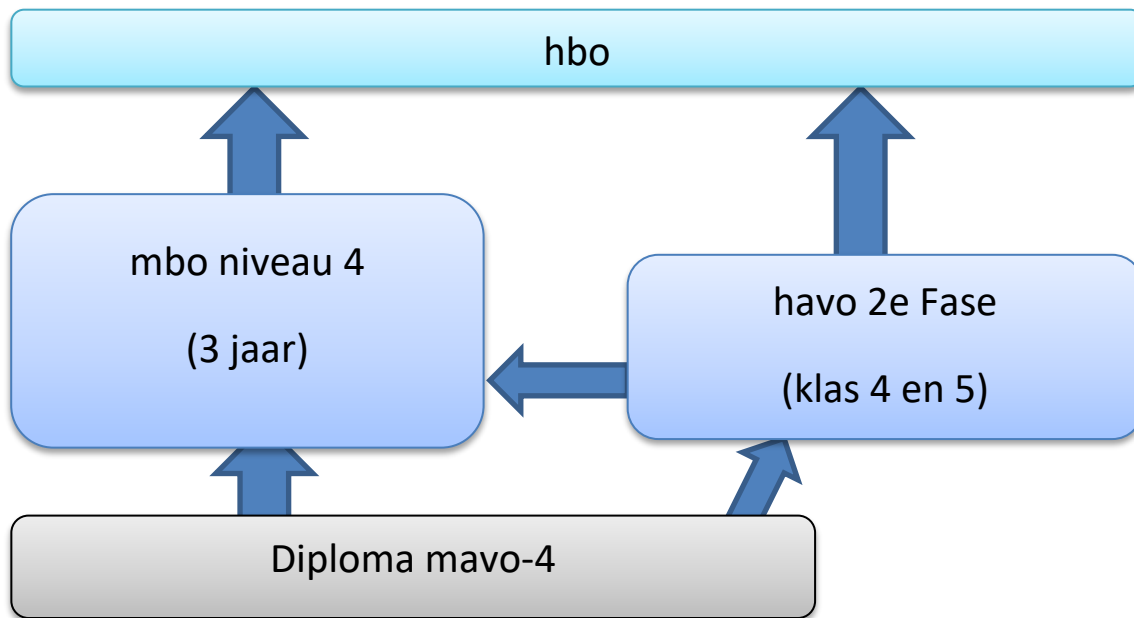 hbo
mbo niveau 4
(3 jaar)
havo 2e Fase
(klas 4 en 5)
Diploma mavo-4